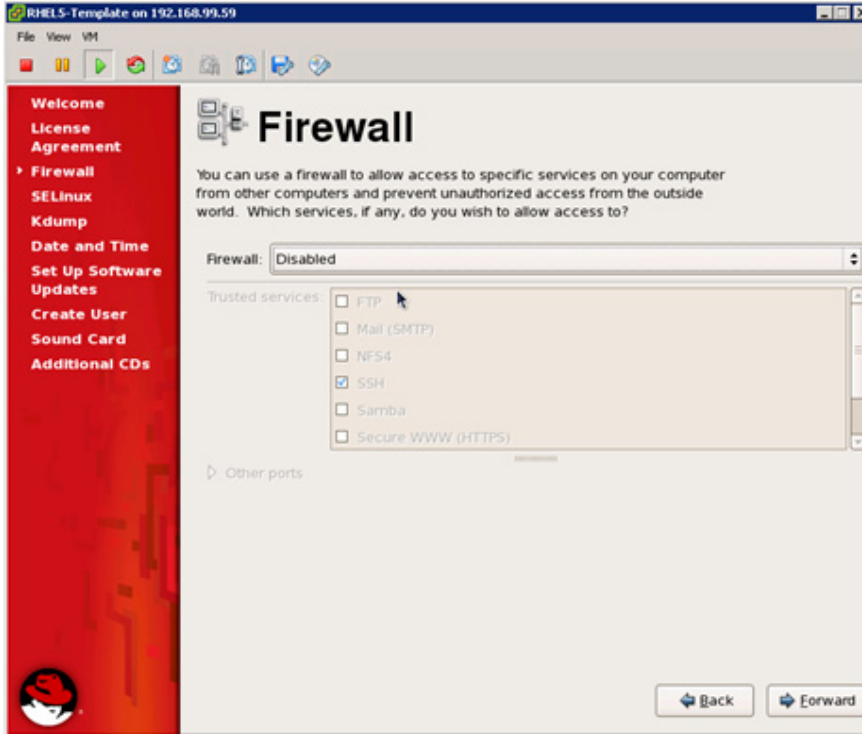 RHEL5-Template on 192.168.99.59
File View VM
Welcome
License
Agreement
Firewall
SELinux
Kdump
Date and Time
Set Up Software
Updates
Create User
Sound Card
Additional CDs
Firewall
You can use a firewall to allow access to specific services on your computer
from other computers and prevent unauthorized access from the outside
world. Which services, if any, do you wish to allow access to?
Firewall: Disabled
Trusted services:
FTP
Mail (SMTP)
NFS4
SSH
Samba
Secure WWW (HTTPS)
Other ports
Back
Forward